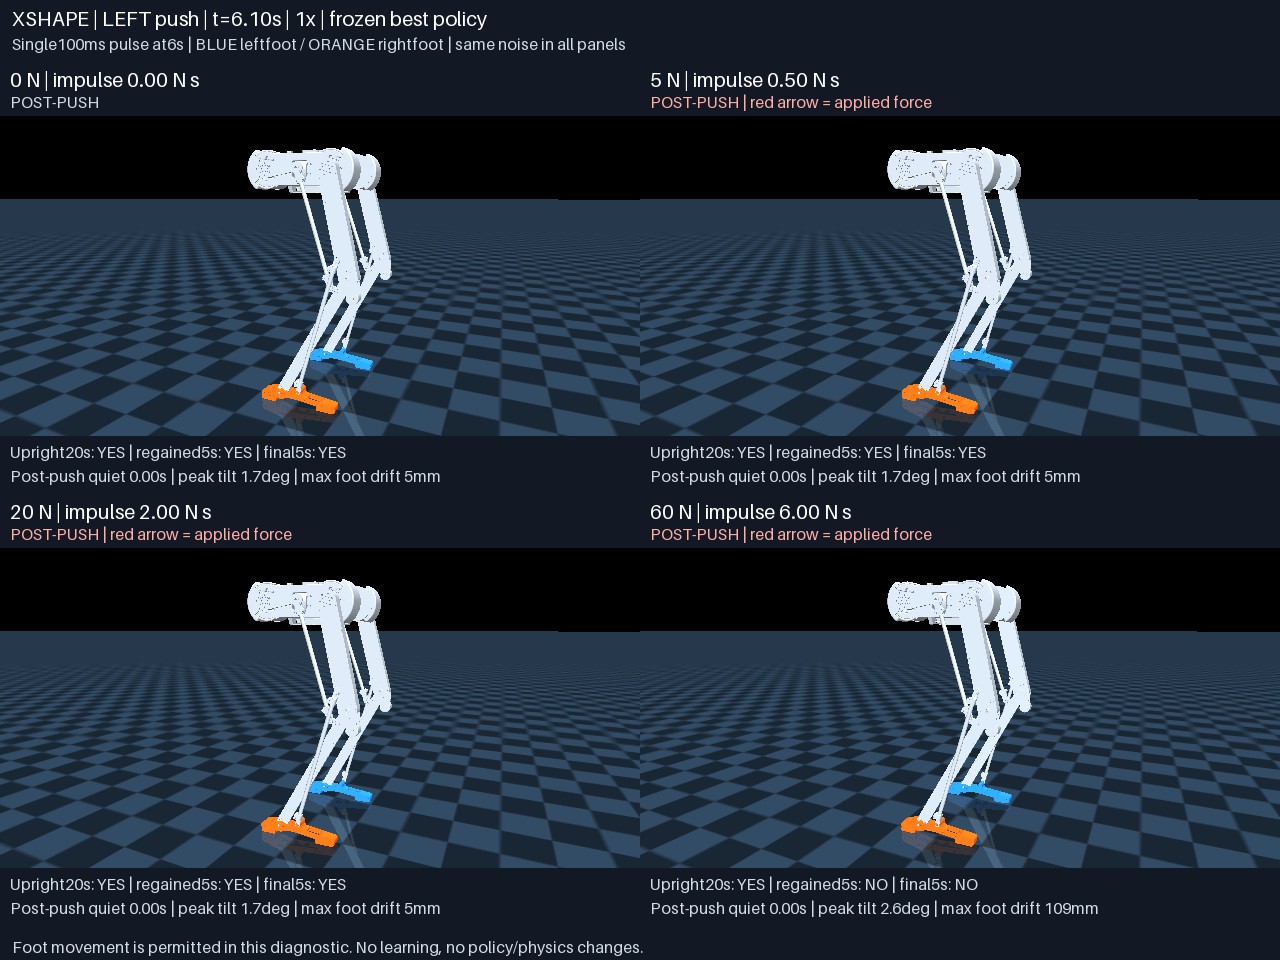 XSHAPE | LEFT push | t=6.10s | 1x | frozen best policy
Single100ms pulse at6s | BLUE leftfoot / ORANGE rightfoot | same noise in all panels
0 N | impulse 0.00 N s
POST-PUSH
5 N | impulse 0.50 N s
POST-PUSH | red arrow = applied force
Upright20s: YES | regained5s: YES | final5s: YES
Post-push quiet 0.00s | peak tilt 1.7deg | max foot drift 5mm
Upright20s: YES | regained5s: YES | final5s: YES
Post-push quiet 0.00s | peak tilt 1.7deg | max foot drift 5mm
20 N | impulse 2.00 N s
POST-PUSH | red arrow = applied force
60 N | impulse 6.00 N s
POST-PUSH | red arrow = applied force
Upright20s: YES | regained5s: YES | final5s: YES
Post-push quiet 0.00s | peak tilt 1.7deg | max foot drift 5mm
Upright20s: YES | regained5s: NO | final5s: NO
Post-push quiet 0.00s | peak tilt 2.6deg | max foot drift 109mm
Foot movement is permitted in this diagnostic. No learning, no policy/physics changes.